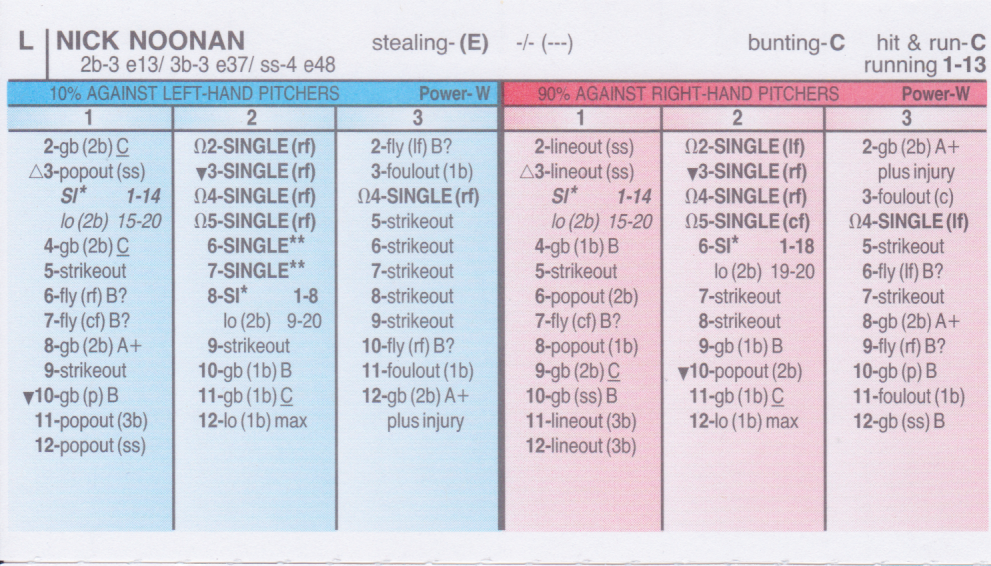 L NICK NOONAN stealing- (E) -/- (---) bunting-C hit & run-C
2b-3 e13/ 3b-3 e37/ ss-4 e48 running 1-13
10% AGAINST LEFT-HAND PITCHERS Power-W
1 2 3
2-gb (2b) C
△3-popout (ss)
SI* 1-14
lo (2b) 15-20
4-gb (2b) C
5-strikeout
6-fly (rf) B?
7-fly (cf) B?
8-gb (2b) A+
9-strikeout
▼10-gb (p) B
11-popout (3b)
12-popout (ss)
Ω2-SINGLE (rf)
▼3-SINGLE (rf)
Ω4-SINGLE (rf)
Ω5-SINGLE (rf)
6-SINGLE**
7-SINGLE**
8-SI* 1-8
lo (2b) 9-20
9-strikeout
10-gb (1b) B
11-gb (1b) C
12-lo (1b) max
2-fly (lf) B?
3-foulout (1b)
Ω4-SINGLE (rf)
5-strikeout
6-strikeout
7-strikeout
8-strikeout
9-strikeout
10-fly (rf) B?
11-foulout (1b)
12-gb (2b) A+
plus injury
90% AGAINST RIGHT-HAND PITCHERS Power-W
1 2 3
2-lineout (ss)
△3-lineout (ss)
SI* 1-14
lo (2b) 15-20
4-gb (1b) B
5-strikeout
6-popout (2b)
7-fly (cf) B?
8-popout (1b)
9-gb (2b) C
10-gb (ss) B
11-lineout (3b)
12-lineout (3b)
Ω2-SINGLE (lf)
▼3-SINGLE (rf)
Ω4-SINGLE (rf)
Ω5-SINGLE (cf)
6-SI* 1-18
lo (2b) 19-20
7-strikeout
8-strikeout
9-gb (1b) B
▼10-popout (2b)
11-gb (1b) C
12-lo (1b) max
2-gb (2b) A+
plus injury
3-foulout (c)
Ω4-SINGLE (lf)
5-strikeout
6-fly (lf) B?
7-strikeout
8-gb (2b) A+
9-fly (rf) B?
10-gb (p) B
11-foulout (1b)
12-gb (ss) B